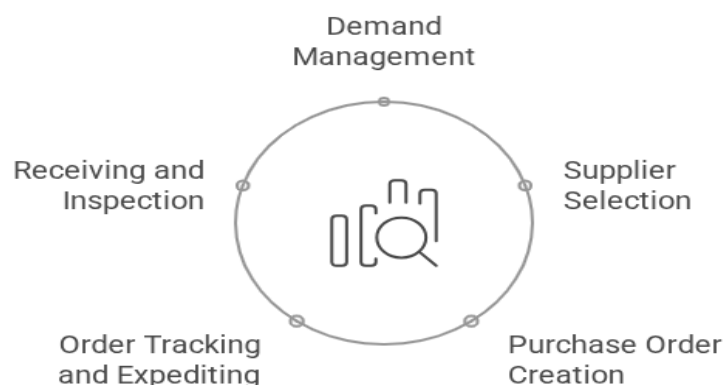 Demand
Management
Supplier
Selection
Purchase Order
Creation
Order Tracking
and Expediting
Receiving and
Inspection